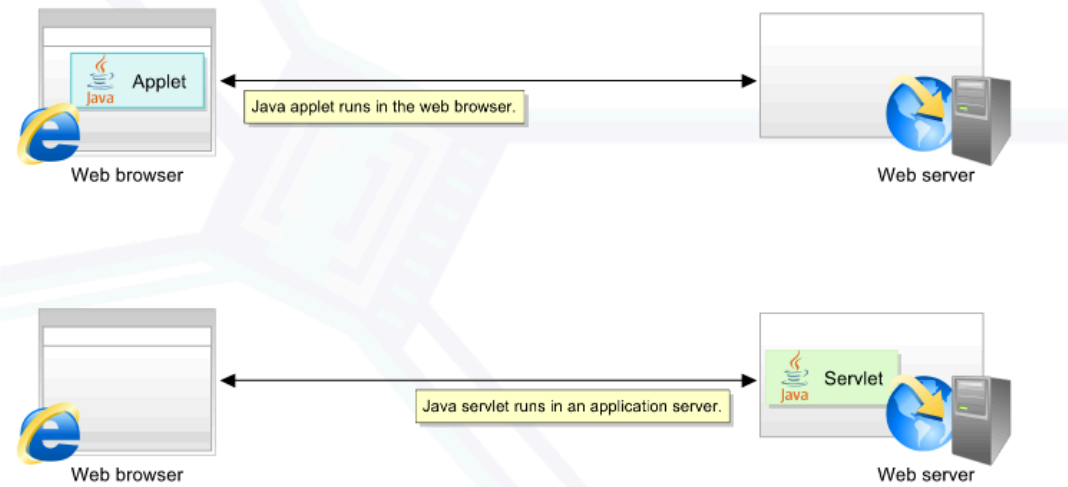 Java
Applet
Java applet runs in the web browser.
Web browser
Web server
Java servlet runs in an application server.
Java
Servlet
Web browser
Web server